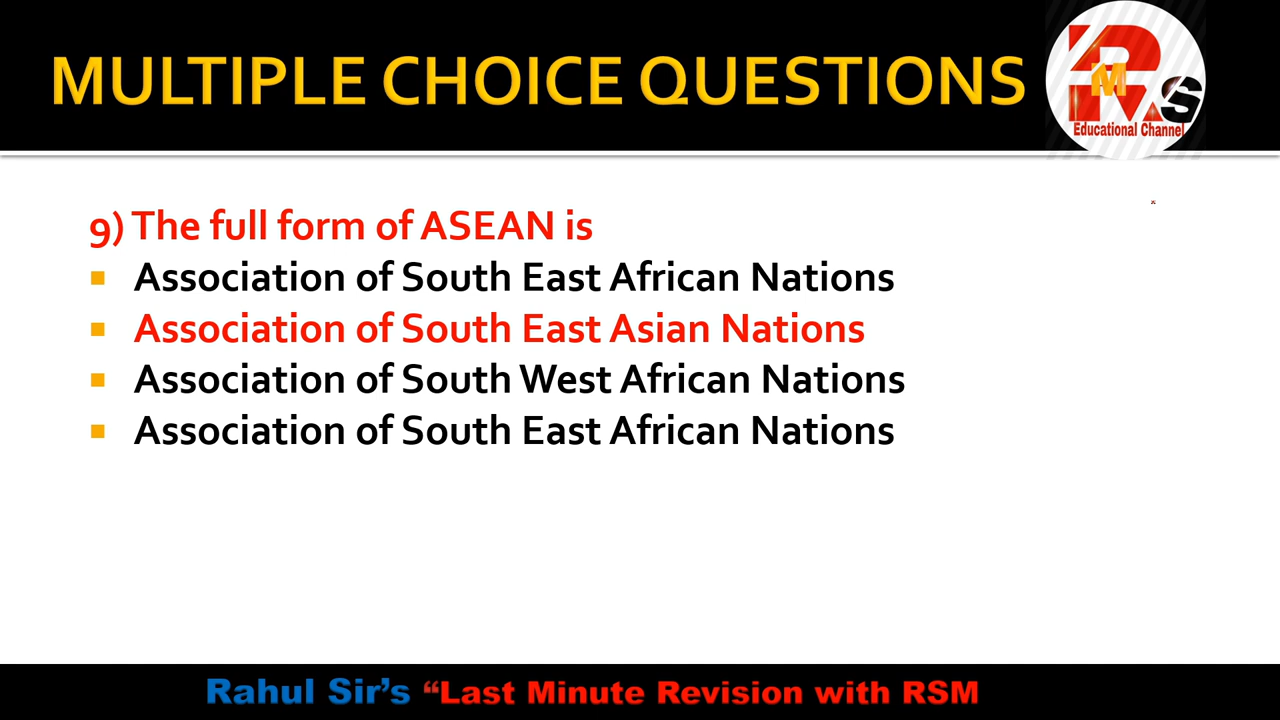 MULTIPLE CHOICE QUESTIONS
RMS
Educational Channel
9) The full form of ASEAN is
Association of South East African Nations
Association of South East Asian Nations
Association of South West African Nations
Association of South East African Nations
Rahul Sir’s “Last Minute Revision with RSM